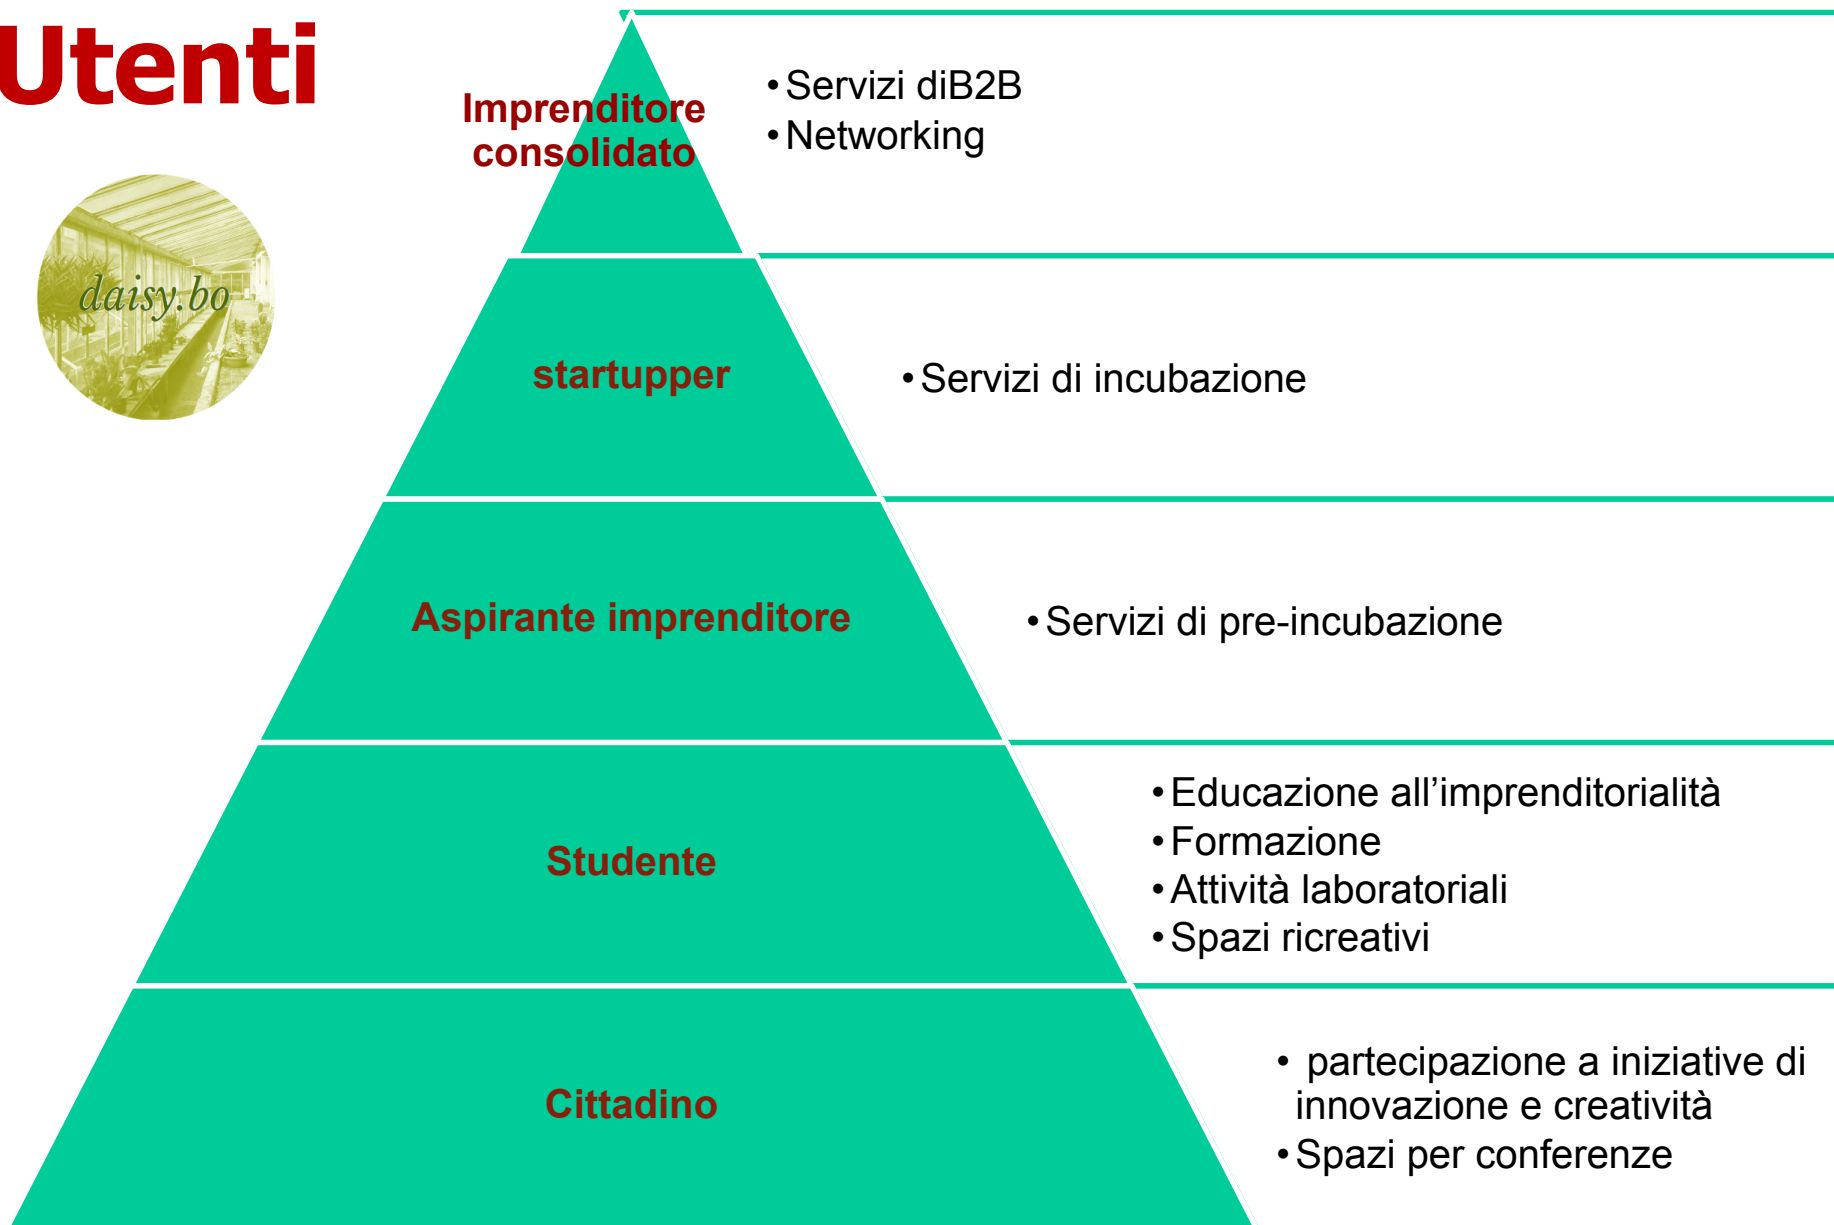 Utenti
daisy.bo
Imprenditore
consolidato
•Servizi diB2B
•Networking
startupper
•Servizi di incubazione
Aspirante imprenditore
•Servizi di pre-incubazione
Studente
•Educazione all’imprenditorialità
•Formazione
•Attività laboratoriali
•Spazi ricreativi
Cittadino
• partecipazione a iniziative di
innovazione e creatività
•Spazi per conferenze